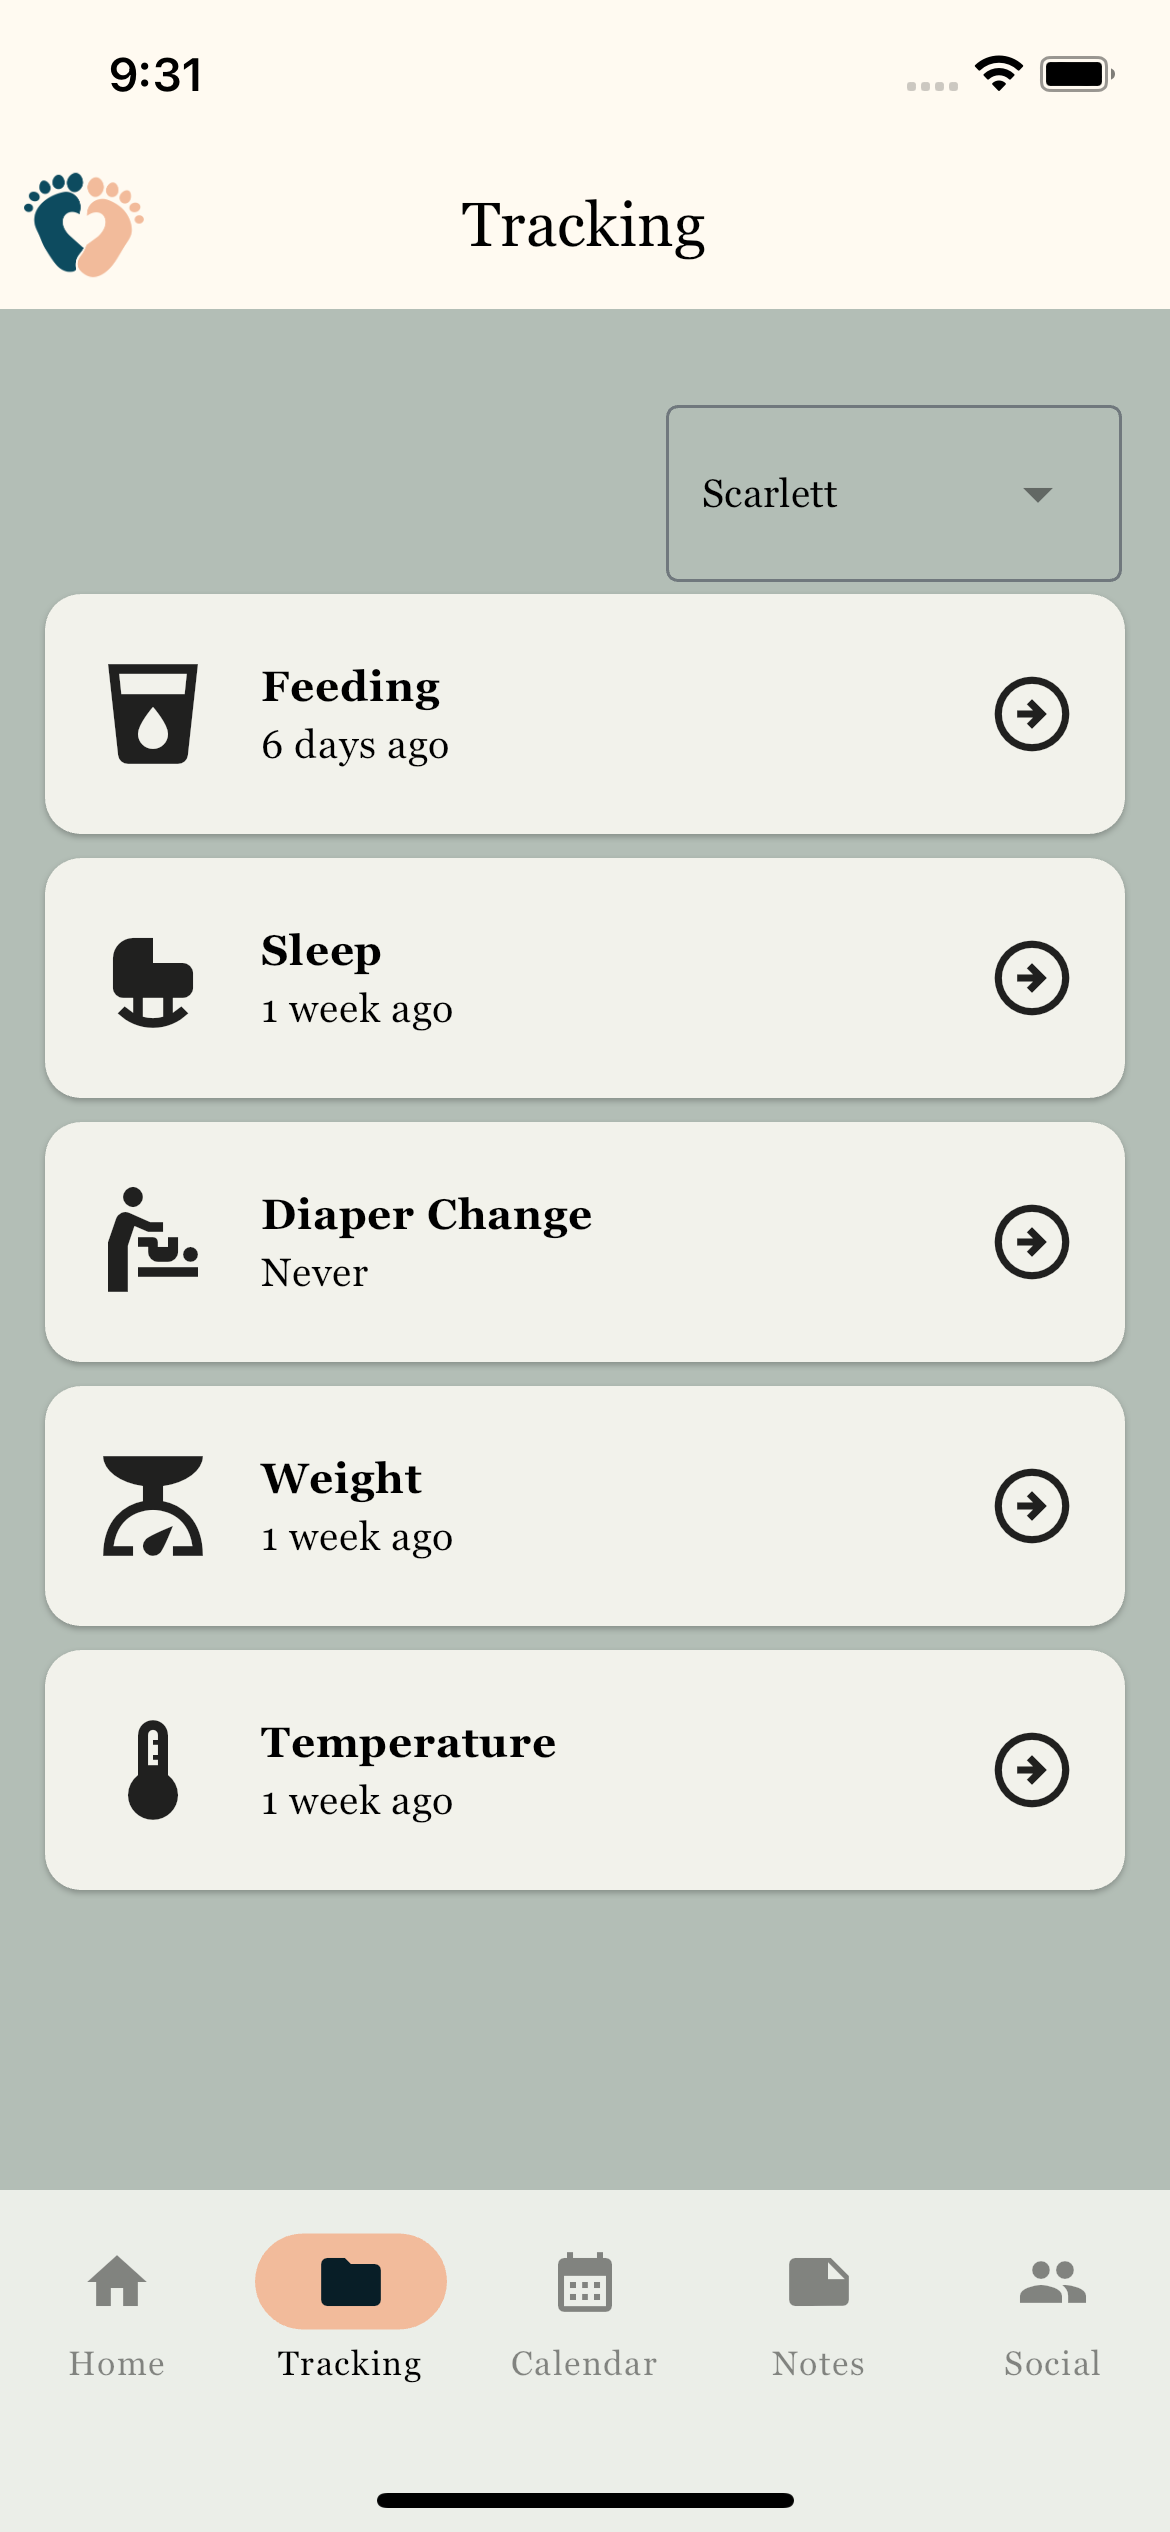 9:31
Tracking
Scarlett
Feeding
6 days ago
Sleep
1 week ago
Diaper Change
Never
Weight
1 week ago
Temperature
1 week ago
Home
Tracking
Calendar
Notes
Social